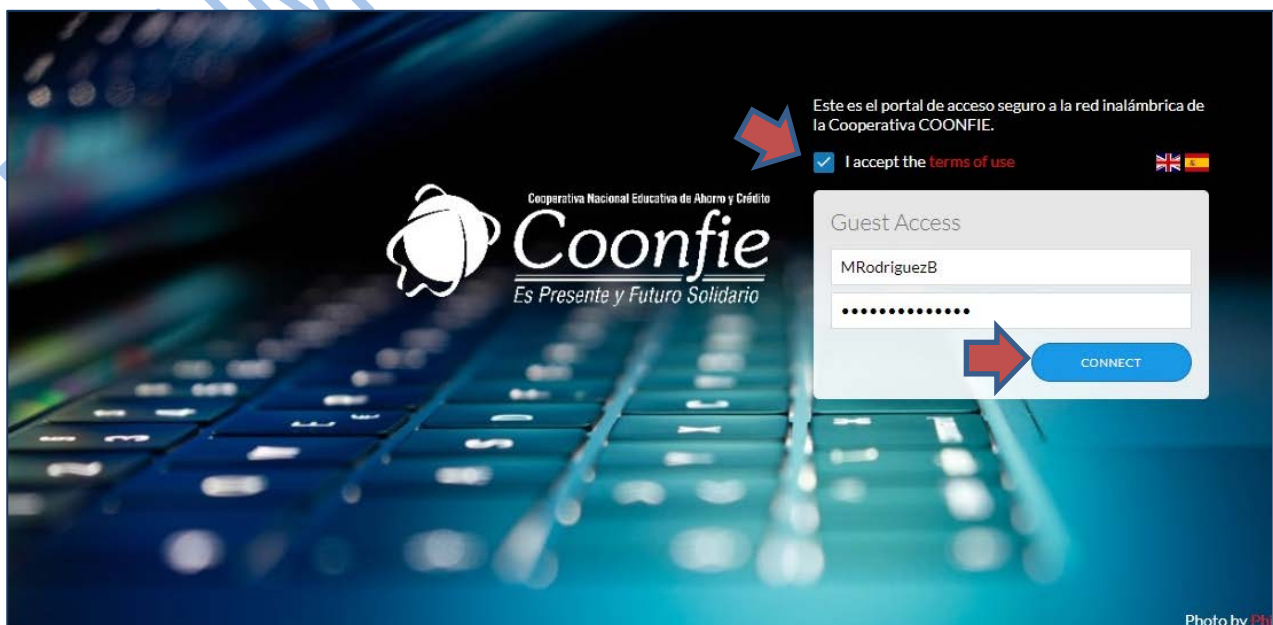 Este es el portal de acceso seguro a la red inalámbrica de
la Cooperativa COONFIE.
I accept the terms of use
Cooperativa Nacional Educativa de Ahorro y Crédito
Coonfie
Es Presente y Futuro Solidario
Guest Access
MRodriguezB
••••••••••••••
CONNECT
Photo by